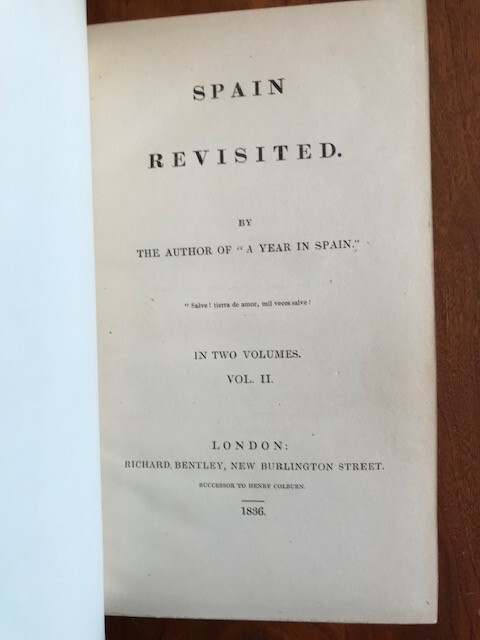 SPAIN
REVISITED.
BY
THE AUTHOR OF "A YEAR IN SPAIN."
"Salve! tierra de amor, mil veces salve!
IN TWO VOLUMES.
VOL. II.
LONDON:
RICHARD BENTLEY, NEW BURLINGTON STREET.
SUCCESSOR TO HENRY COLBURN.
1836.